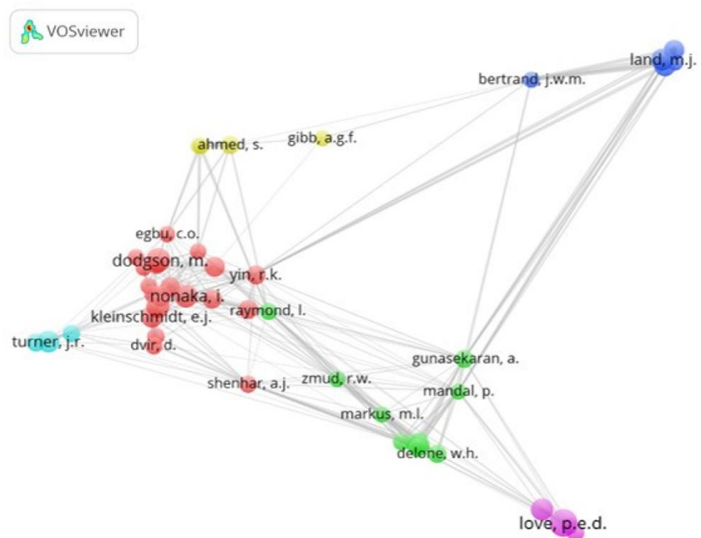 VOSviewer
land, m.j.
bertrand, j.w.m.
gibb, a.g.f.
ahmed, s.
egbu, c.o.
dodgson, m.
yin, r.k.
nonaka, i.
raymond, l.
kleinschmidt, e.j.
turner, j.r.
dvir, d.
gunasekaran, a.
shenhar, a.j.
zmud, r.w.
mandal, p.
markus, m.l.
delone, w.h.
love, p.e.d.